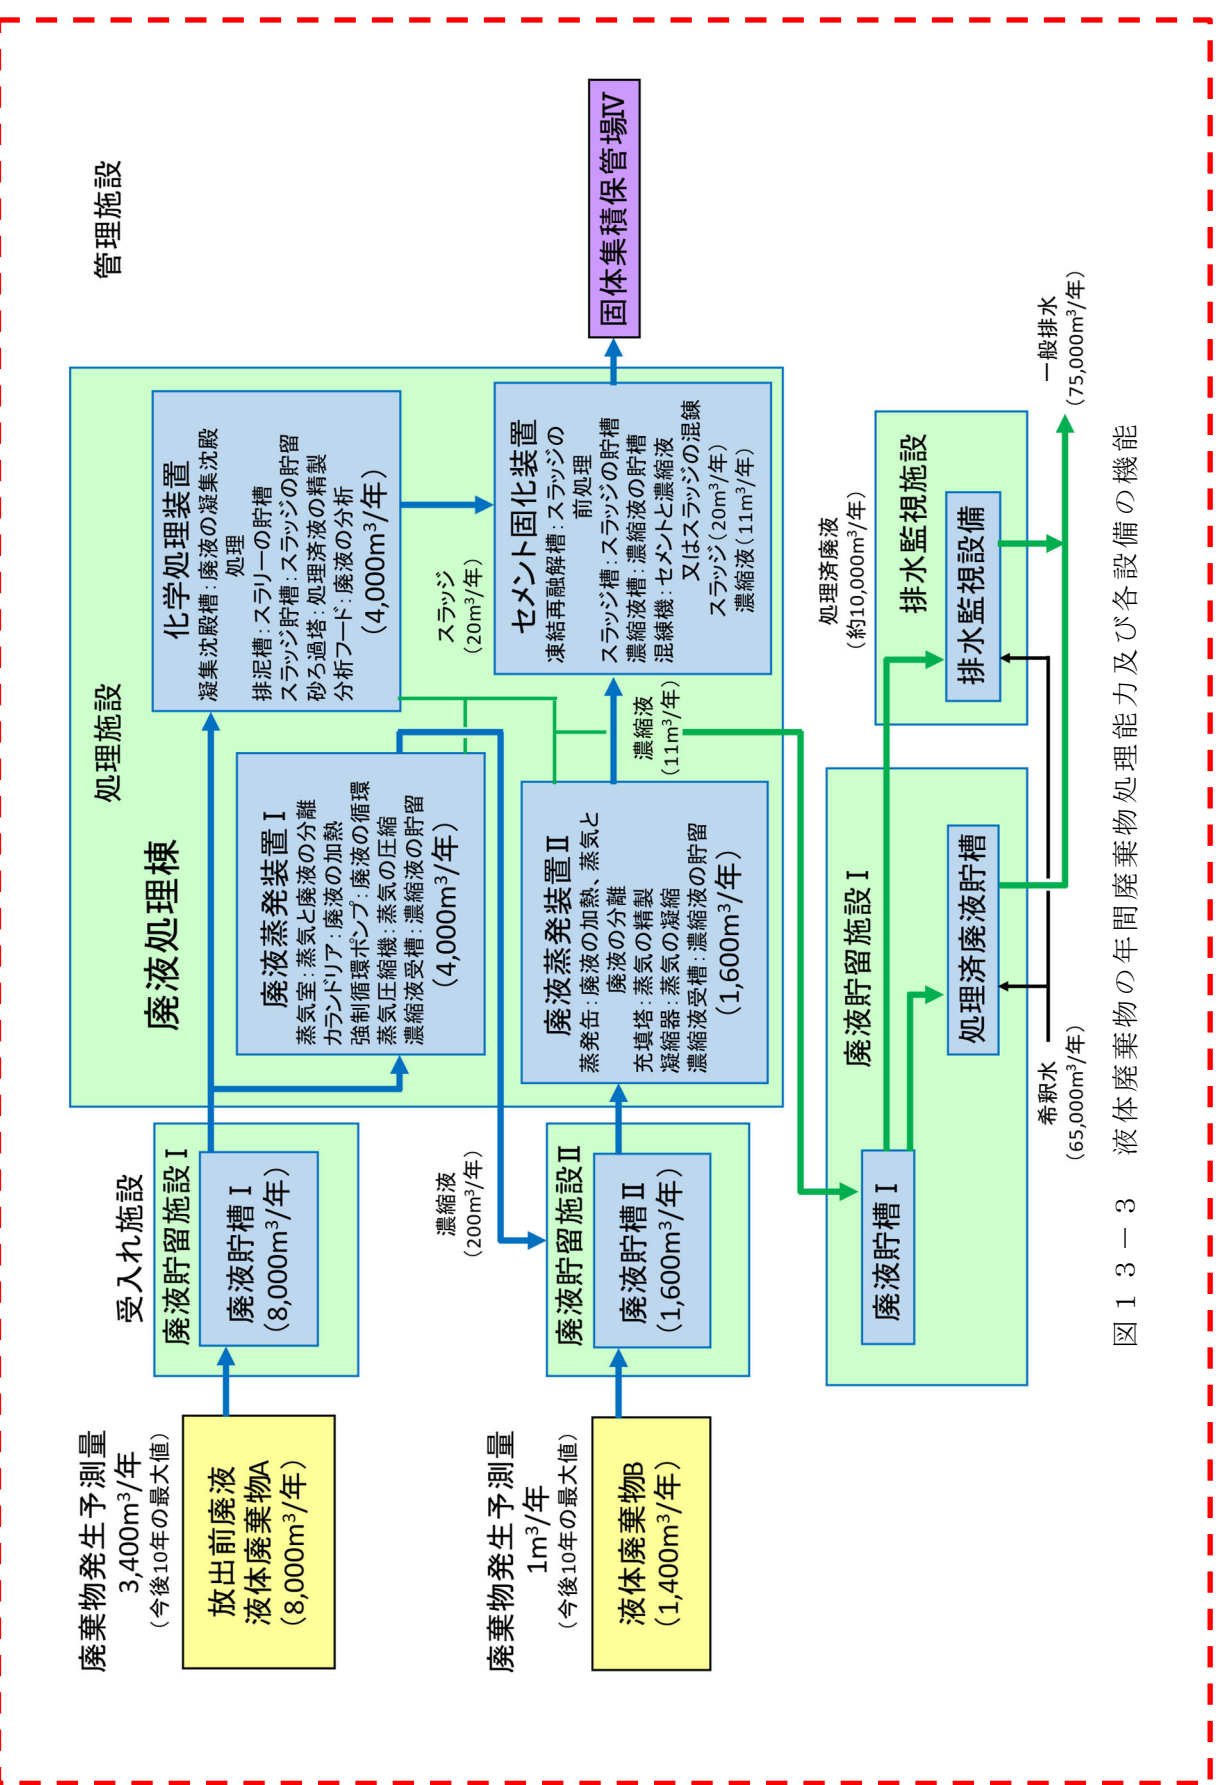 受入れ施設
処理施設
管理施設
廃棄物発生予測量
3,400m³/年
（今後10年の最大値）
放出前廃液
液体廃棄物A
（8,000m³/年）
廃液貯留施設Ⅰ
廃液貯槽Ⅰ
（8,000m³/年）
廃液処理棟
化学処理装置
凝集沈殿槽：廃液の凝集沈殿
処理
排泥槽：スラリーの貯槽
スラッジ貯槽：スラッジの貯留
砂ろ過塔：処理済液の精製
分析フード：廃液の分析
（4,000m³/年）
廃液蒸発装置Ⅰ
蒸気室：蒸気と廃液の分離
カランドリア：廃液の加熱
強制循環ポンプ：廃液の循環
蒸気圧縮機：蒸気の圧縮
濃縮液受槽：濃縮液の貯留
（4,000m³/年）
スラッジ
（20m³/年）
濃縮液
（200m³/年）
廃棄物発生予測量
1m³/年
（今後10年の最大値）
液体廃棄物B
（1,400m³/年）
廃液貯留施設Ⅱ
廃液貯槽Ⅱ
（1,600m³/年）
廃液蒸発装置Ⅱ
蒸発缶：廃液の加熱、蒸気と
廃液の分離
充填塔：蒸気の精製
凝縮器：蒸気の凝縮
濃縮液受槽：濃縮液の貯留
（1,600m³/年）
濃縮液
（11m³/年）
セメント固化装置
凍結再融解槽：スラッジの
前処理
スラッジ槽：スラッジの貯槽
濃縮液槽：濃縮液の貯槽
混練機：セメントと濃縮液
又はスラッジの混錬
スラッジ（20m³/年）
濃縮液（11m³/年）
固体集積保管場Ⅳ
廃液貯留施設Ⅰ
廃液貯槽Ⅰ
処理済廃液貯槽
処理済廃液
（約10,000m³/年）
排水監視施設
排水監視設備
希釈水
（65,000m³/年）
一般排水
（75,000m³/年）
図１３－３　液体廃棄物の年間廃棄物処理能力及び各設備の機能